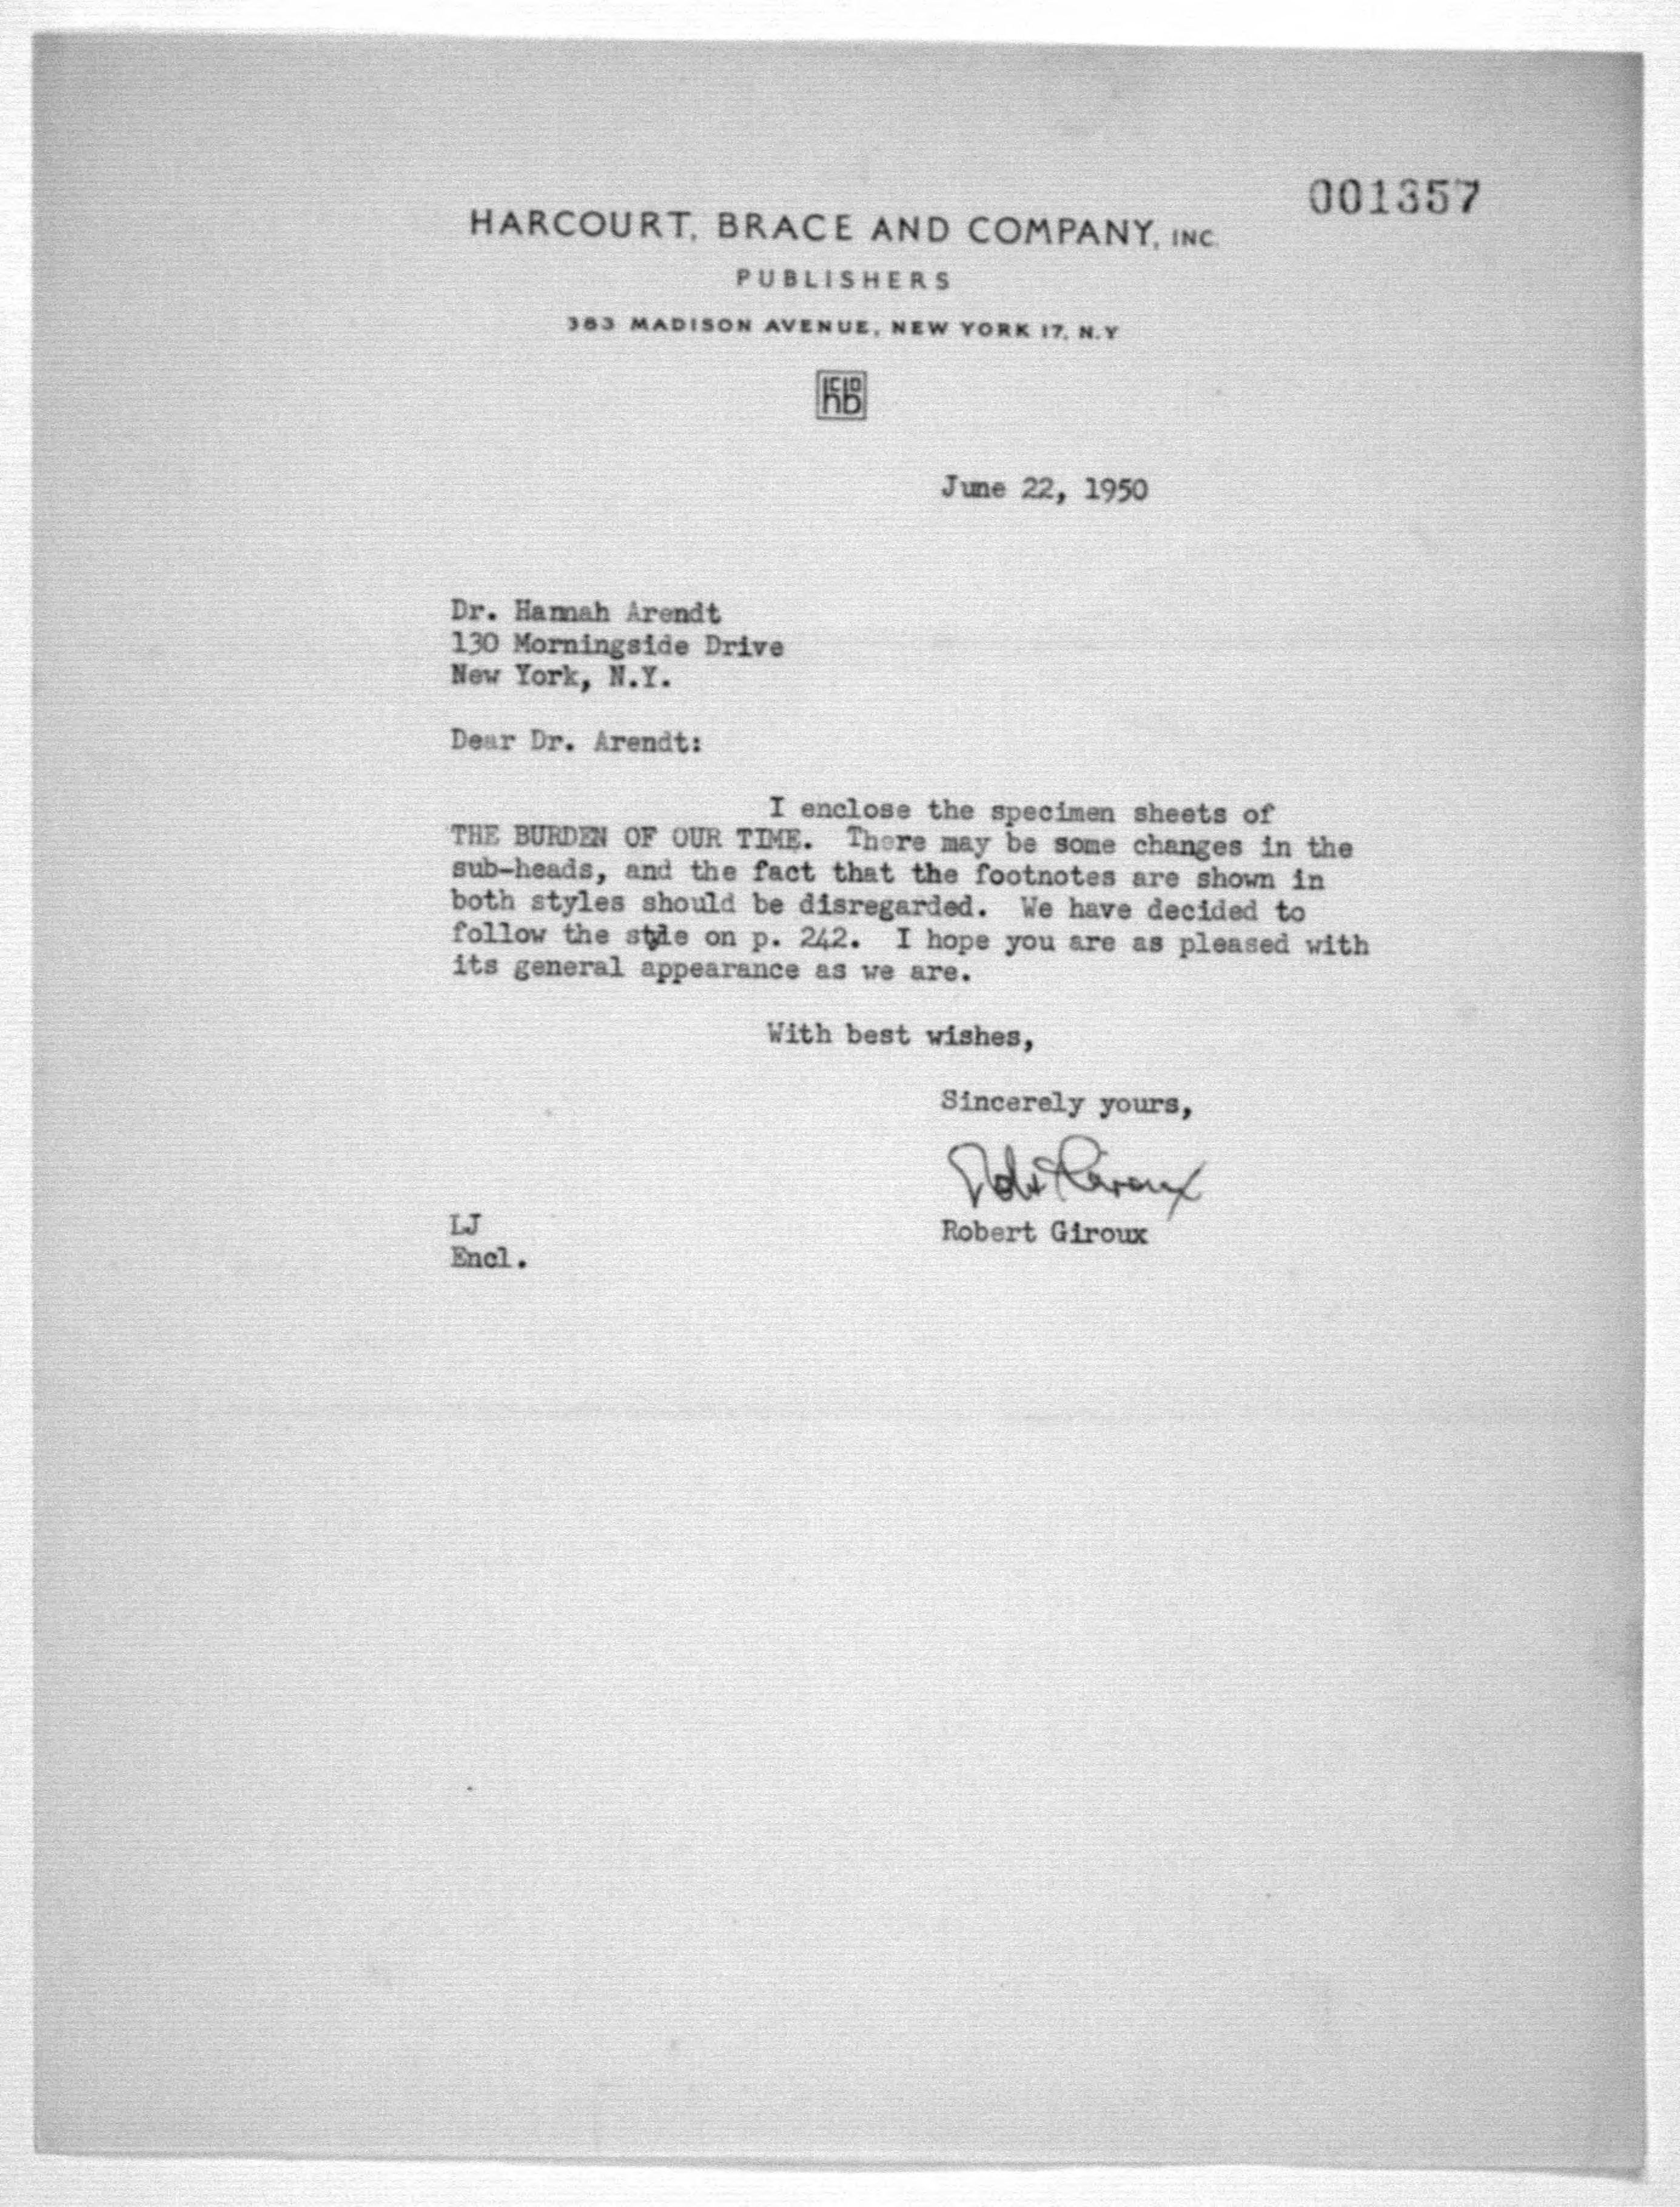 001357
HARCOURT, BRACE AND COMPANY, INC.
PUBLISHERS
383 MADISON AVENUE, NEW YORK 17, N.Y
hb
June 22, 1950
Dr. Hannah Arendt
130 Morningside Drive
New York, N.Y.
Dear Dr. Arendt:
I enclose the specimen sheets of
THE BURDEN OF OUR TIME. There may be some changes in the
sub-heads, and the fact that the footnotes are shown in
both styles should be disregarded. We have decided to
follow the style on p. 242. I hope you are as pleased with
its general appearance as we are.
With best wishes,
Sincerely yours,
Robert Giroux
Robert Giroux
LJ
Encl.